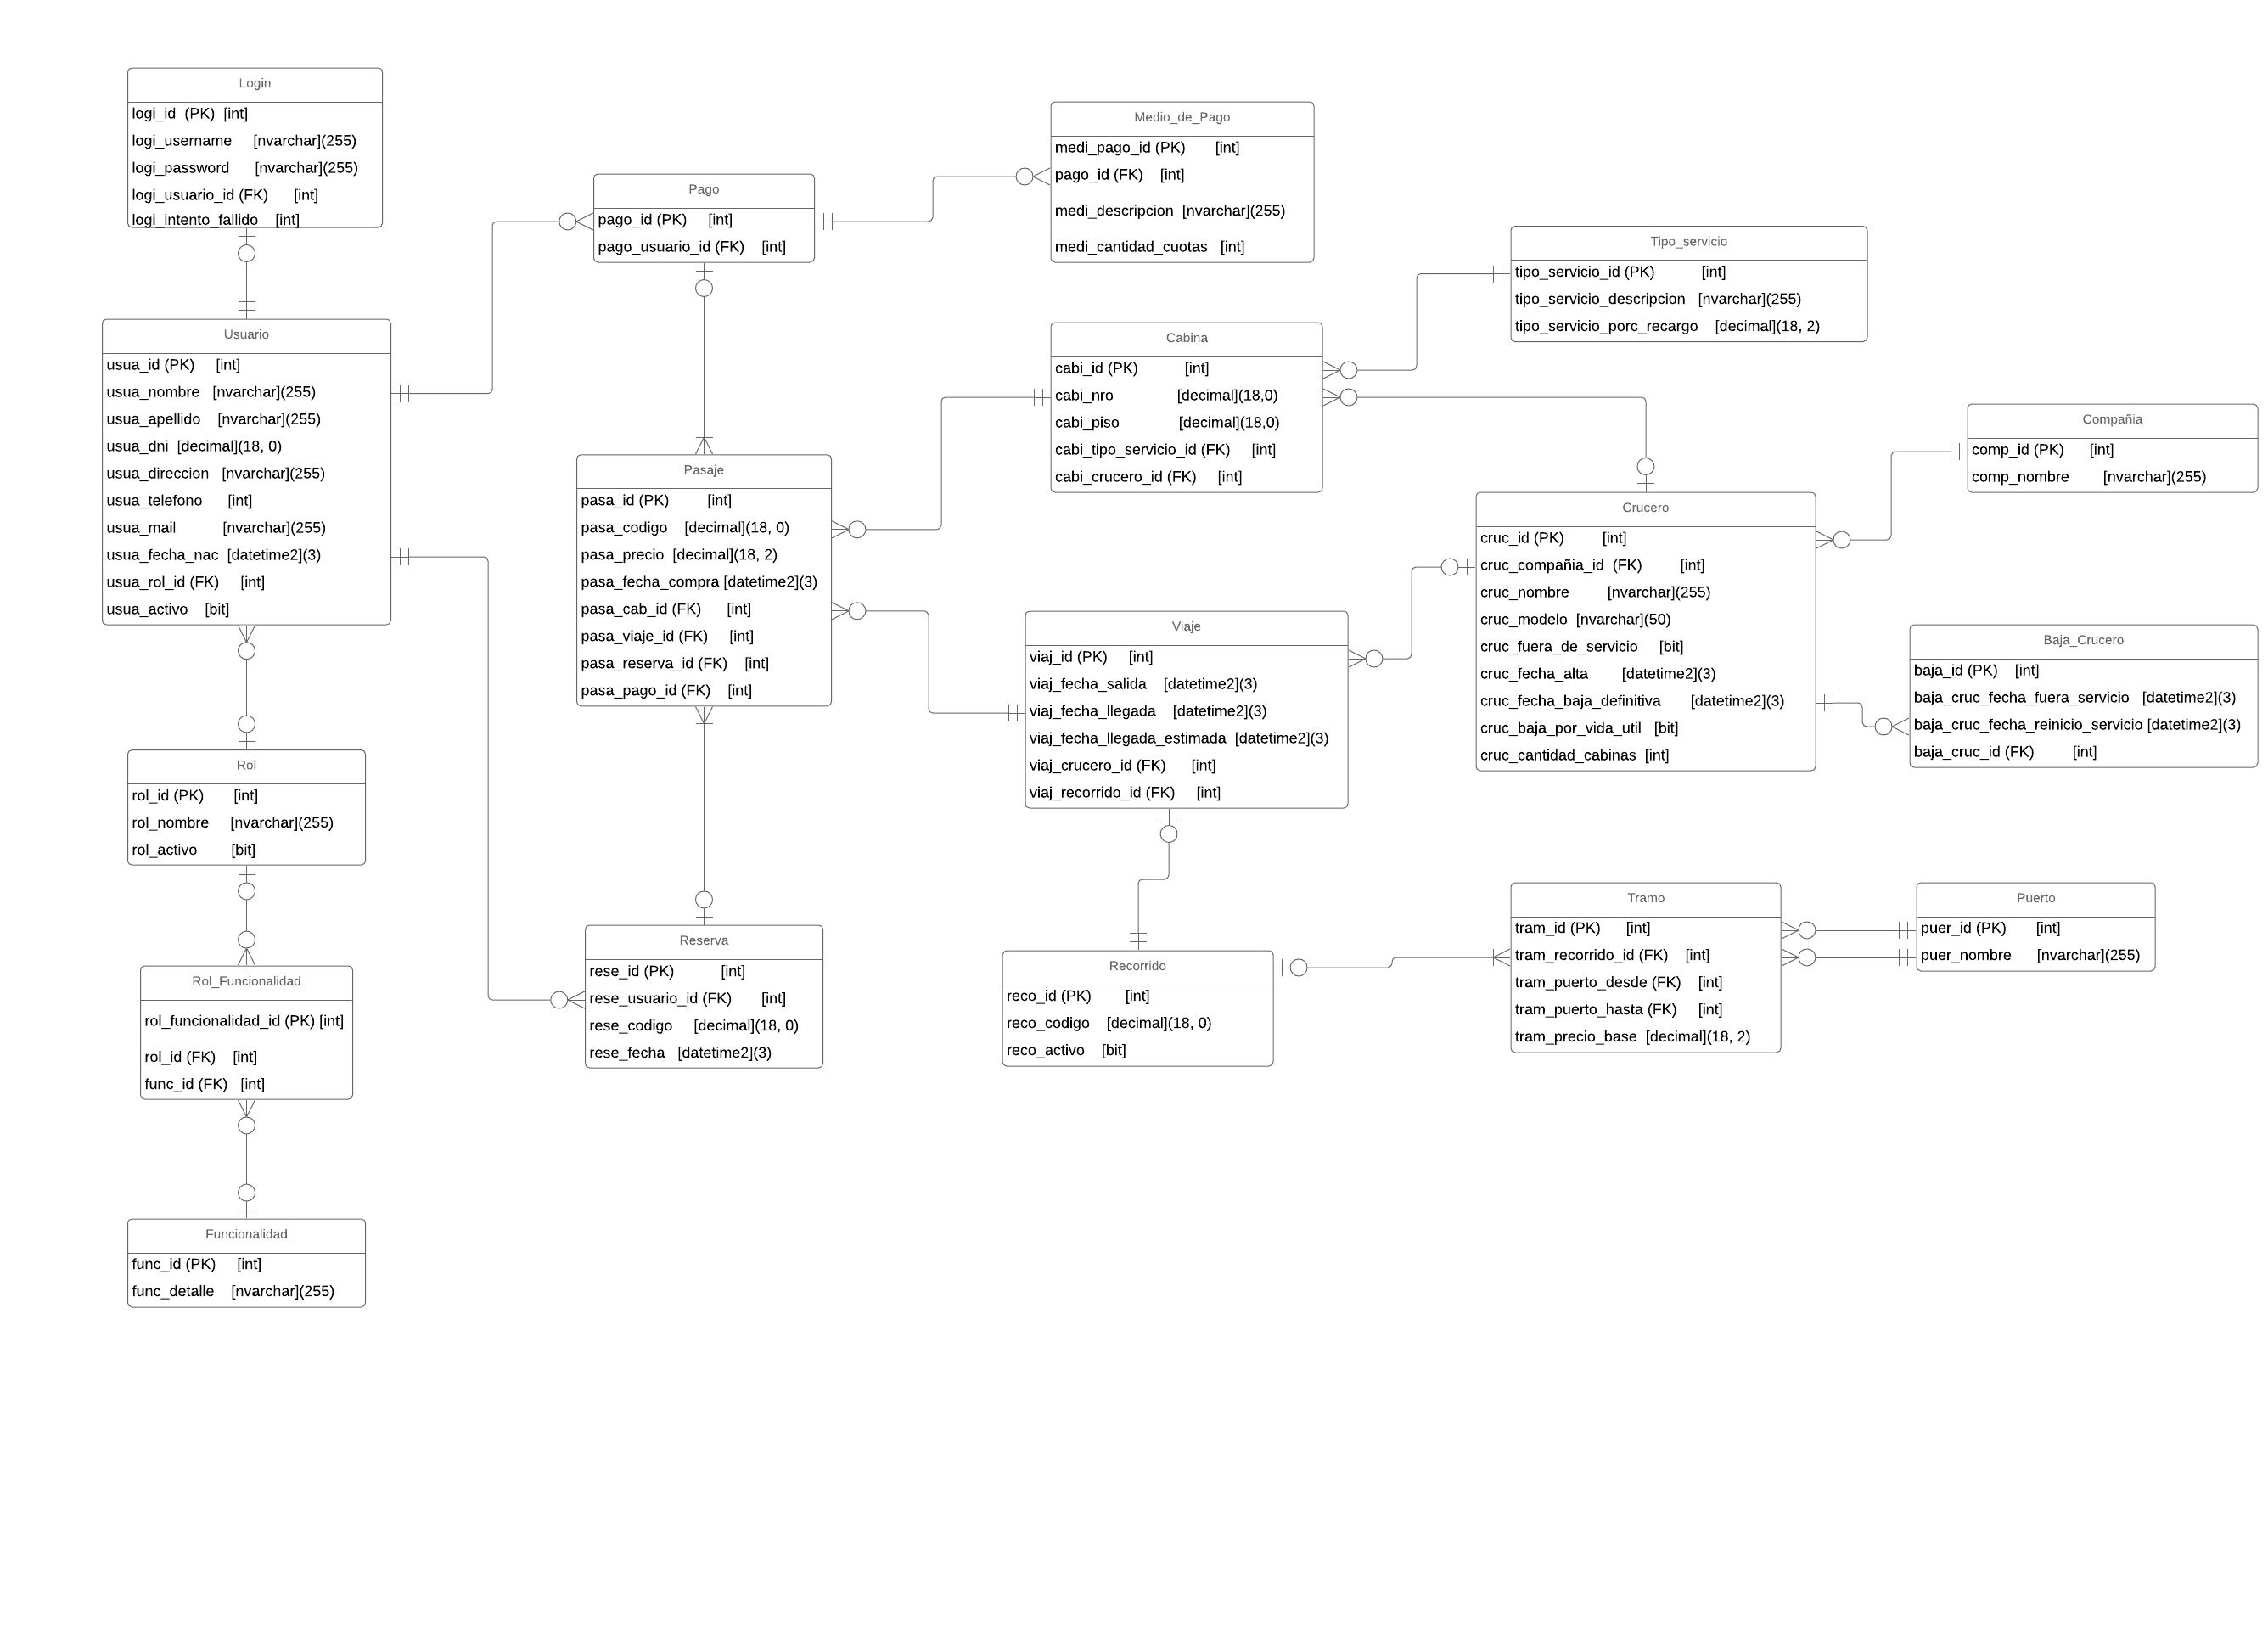 Login
logi_id (PK) [int]
logi_username [nvarchar](255)
logi_password [nvarchar](255)
logi_usuario_id (FK) [int]
logi_intento_fallido [int]
Usuario
usua_id (PK) [int]
usua_nombre [nvarchar](255)
usua_apellido [nvarchar](255)
usua_dni [decimal](18, 0)
usua_direccion [nvarchar](255)
usua_telefono [int]
usua_mail [nvarchar](255)
usua_fecha_nac [datetime2](3)
usua_rol_id (FK) [int]
usua_activo [bit]
Rol
rol_id (PK) [int]
rol_nombre [nvarchar](255)
rol_activo [bit]
Rol_Funcionalidad
rol_funcionalidad_id (PK) [int]
rol_id (FK) [int]
func_id (FK) [int]
Funcionalidad
func_id (PK) [int]
func_detalle [nvarchar](255)
Pago
pago_id (PK) [int]
pago_usuario_id (FK) [int]
Pasaje
pasa_id (PK) [int]
pasa_codigo [decimal](18, 0)
pasa_precio [decimal](18, 2)
pasa_fecha_compra [datetime2](3)
pasa_cab_id (FK) [int]
pasa_viaje_id (FK) [int]
pasa_reserva_id (FK) [int]
pasa_pago_id (FK) [int]
Reserva
rese_id (PK) [int]
rese_usuario_id (FK) [int]
rese_codigo [decimal](18, 0)
rese_fecha [datetime2](3)
Medio_de_Pago
medi_pago_id (PK) [int]
pago_id (FK) [int]
medi_descripcion [nvarchar](255)
medi_cantidad_cuotas [int]
Cabina
cabi_id (PK) [int]
cabi_nro [decimal](18,0)
cabi_piso [decimal](18,0)
cabi_tipo_servicio_id (FK) [int]
cabi_crucero_id (FK) [int]
Viaje
viaj_id (PK) [int]
viaj_fecha_salida [datetime2](3)
viaj_fecha_llegada [datetime2](3)
viaj_fecha_llegada_estimada [datetime2](3)
viaj_crucero_id (FK) [int]
viaj_recorrido_id (FK) [int]
Recorrido
reco_id (PK) [int]
reco_codigo [decimal](18, 0)
reco_activo [bit]
Tipo_servicio
tipo_servicio_id (PK) [int]
tipo_servicio_descripcion [nvarchar](255)
tipo_servicio_porc_recargo [decimal](18, 2)
Crucero
cruc_id (PK) [int]
cruc_compañia_id (FK) [int]
cruc_nombre [nvarchar](255)
cruc_modelo [nvarchar](50)
cruc_fuera_de_servicio [bit]
cruc_fecha_alta [datetime2](3)
cruc_fecha_baja_definitiva [datetime2](3)
cruc_baja_por_vida_util [bit]
cruc_cantidad_cabinas [int]
Tramo
tram_id (PK) [int]
tram_recorrido_id (FK) [int]
tram_puerto_desde (FK) [int]
tram_puerto_hasta (FK) [int]
tram_precio_base [decimal](18, 2)
Compañia
comp_id (PK) [int]
comp_nombre [nvarchar](255)
Baja_Crucero
baja_id (PK) [int]
baja_cruc_fecha_fuera_servicio [datetime2](3)
baja_cruc_fecha_reinicio_servicio [datetime2](3)
baja_cruc_id (FK) [int]
Puerto
puer_id (PK) [int]
puer_nombre [nvarchar](255)